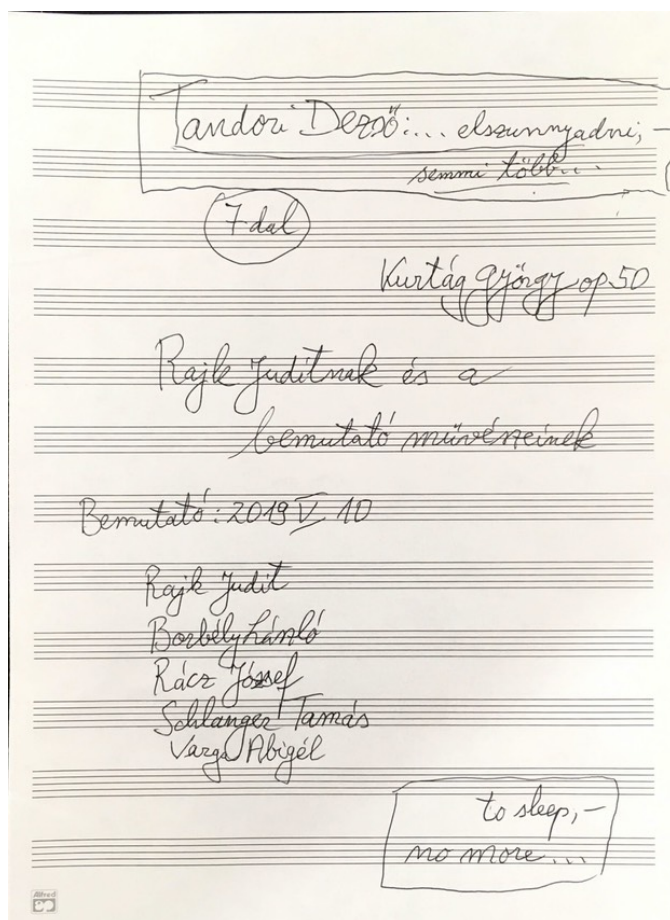 Tandori Dezső:... elszunnyadni, –
semmi több...
7 dal
Kurtág György op. 50
Rajk Juditnak és a
bemutató művészeinek
Bemutató: 2019 V. 10
Rajk Judit
Borbély László
Rácz József
Schlanger Tamás
Varga Abigél
to sleep, –
no more...
Alfred